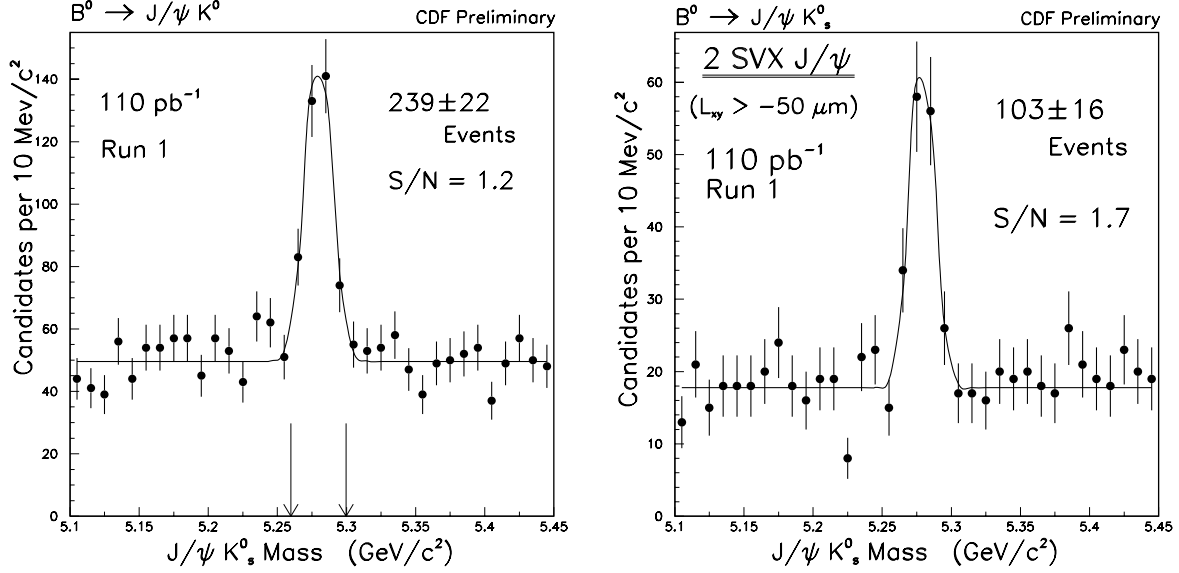 B⁰ → J/ψ K⁰
CDF Preliminary
Candidates per 10 Mev/c²
140
120
100
80
60
40
20
0
110 pb⁻¹
Run 1
239±22
Events
S/N = 1.2
5.1 5.15 5.2 5.25 5.3 5.35 5.4 5.45
J/ψ K⁰ₛ Mass (GeV/c²)
B⁰ → J/ψ K⁰ₛ
CDF Preliminary
Candidates per 10 Mev/c²
60
50
40
30
20
10
0
2 SVX J/ψ
(Lxy > −50 μm)
110 pb⁻¹
Run 1
103±16
Events
S/N = 1.7
5.1 5.15 5.2 5.25 5.3 5.35 5.4 5.45
J/ψ K⁰ₛ Mass (GeV/c²)